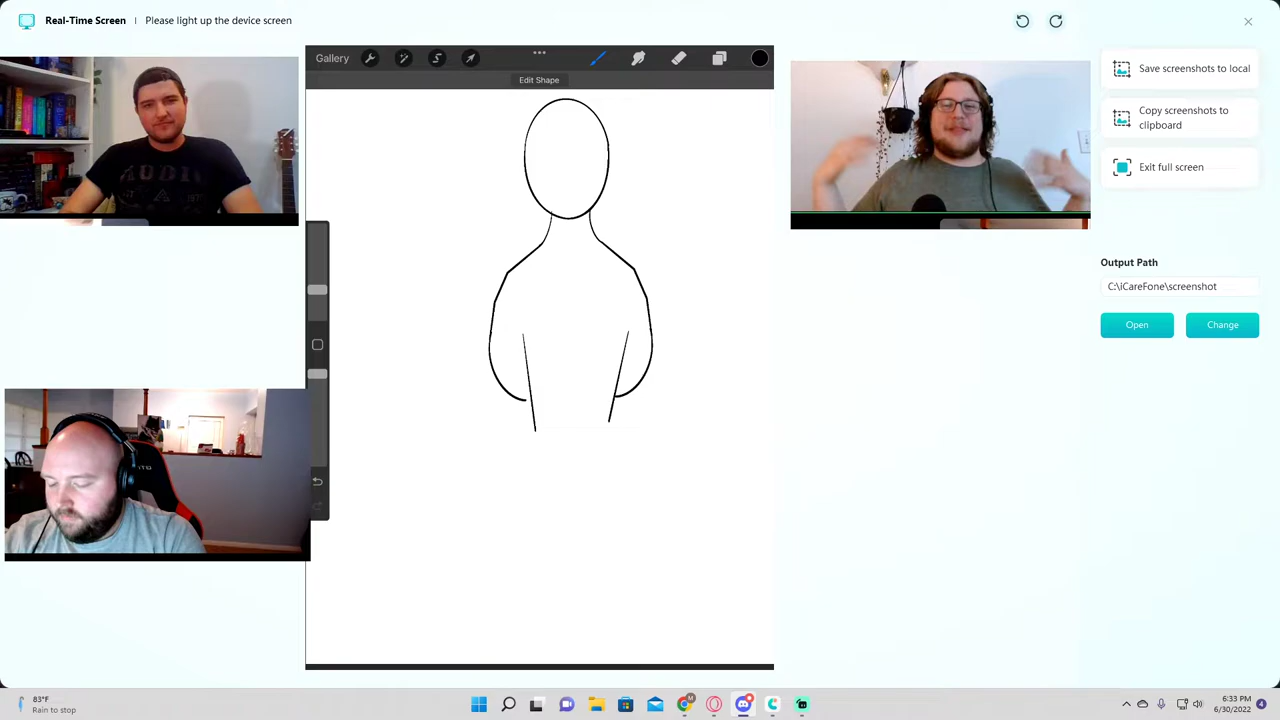 Real-Time Screen | Please light up the device screen
Gallery
Edit Shape
AUDIO
Save screenshots to local
Copy screenshots to
clipboard
Exit full screen
Output Path
C:\iCareFone\screenshot
Open
Change
83°F
Rain to stop
6:33 PM
6/30/2022
4